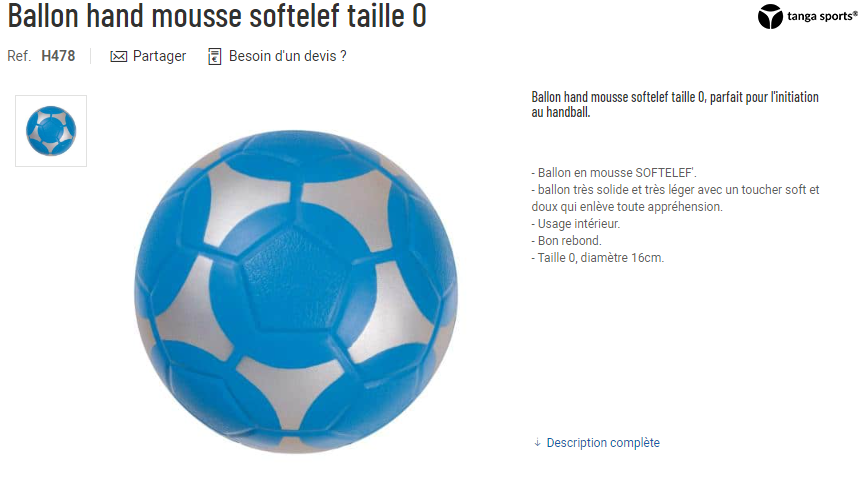 Ballon hand mousse softelef taille 0
tanga sports®
Ref. H478
Partager
Besoin d'un devis ?
Ballon hand mousse softelef taille 0, parfait pour l'initiation
au handball.
- Ballon en mousse SOFTELEF'.
- ballon très solide et très léger avec un toucher soft et
doux qui enlève toute appréhension.
- Usage intérieur.
- Bon rebond.
- Taille 0, diamètre 16cm.
Description complète